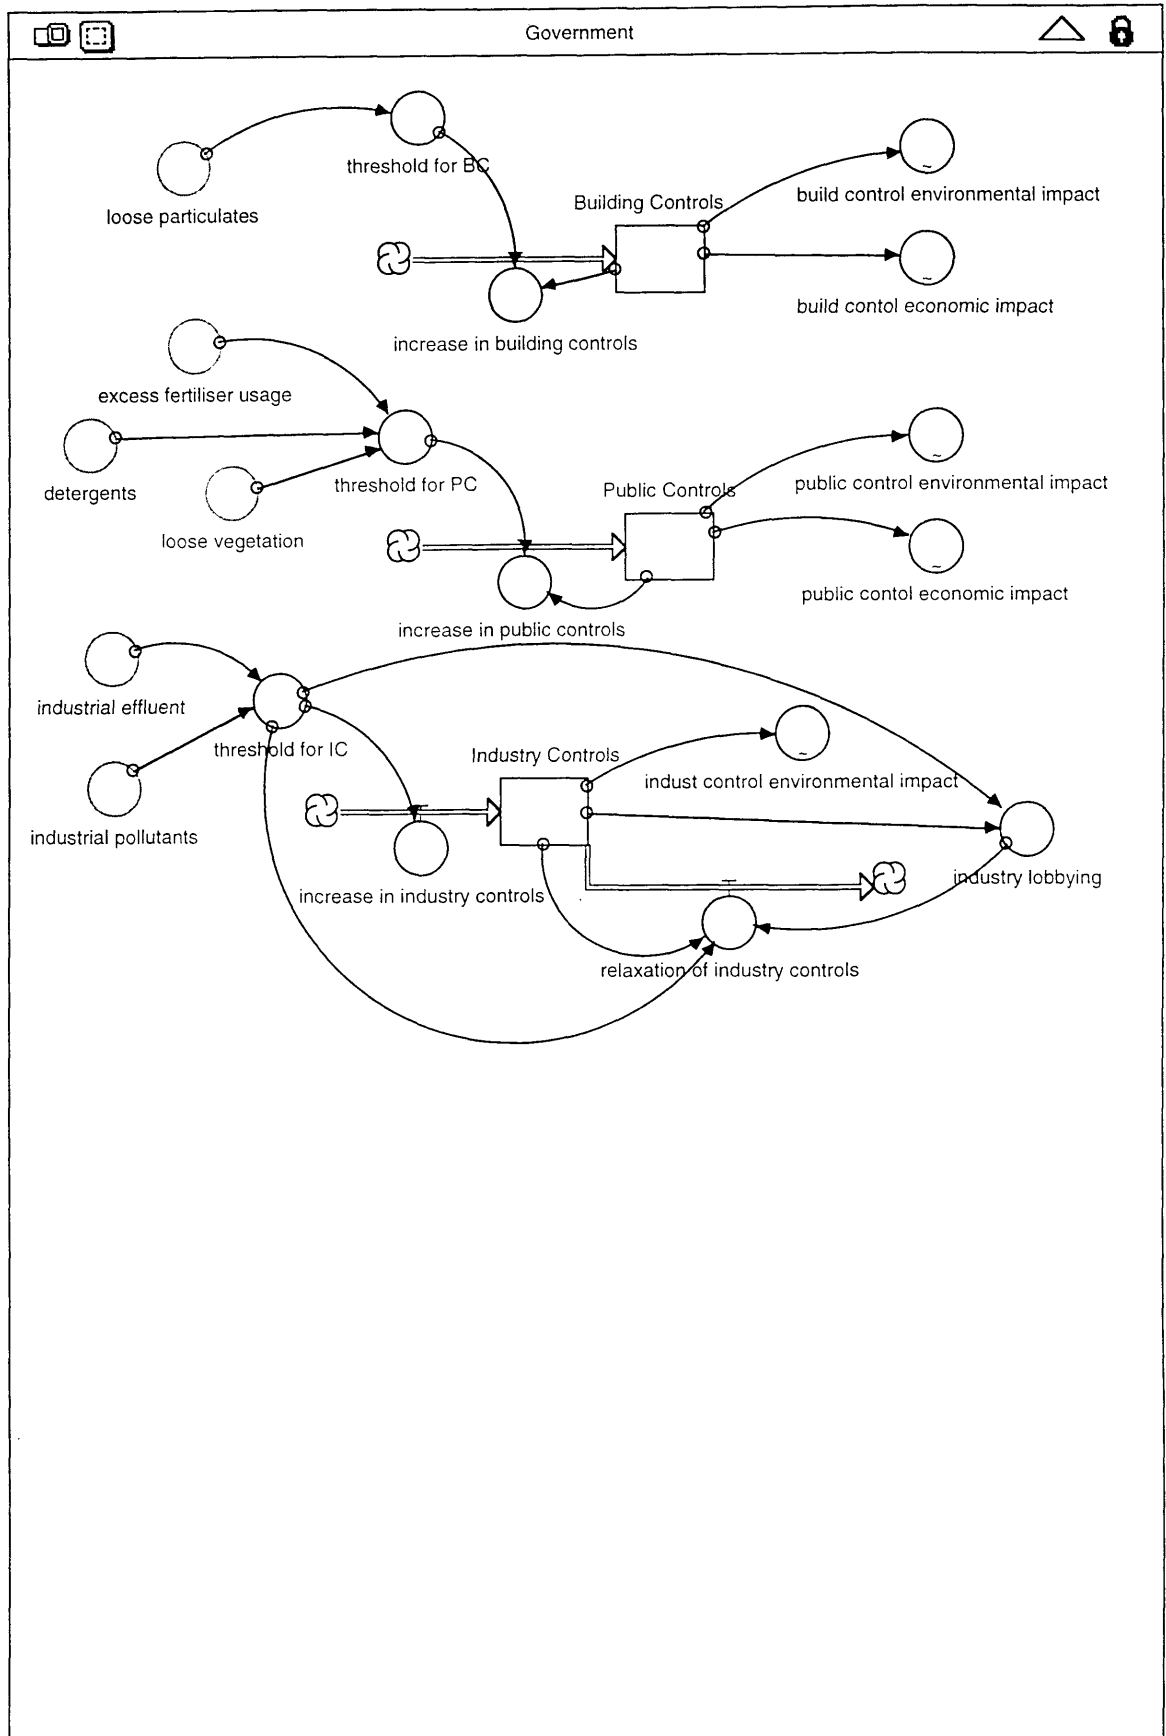 Government
threshold for BC
loose particulates
build control environmental impact
Building Controls
build contol economic impact
increase in building controls
excess fertiliser usage
threshold for PC
detergents
public control environmental impact
Public Controls
loose vegetation
public contol economic impact
increase in public controls
industrial effluent
threshold for IC
Industry Controls
indust control environmental impact
industrial pollutants
industry lobbying
increase in industry controls
relaxation of industry controls